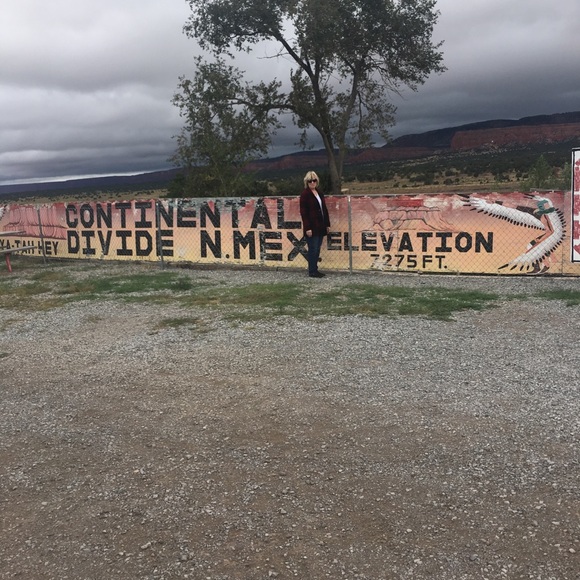 CONTINENTAL
DIVIDE N.MEX
ELEVATION
7275 FT.